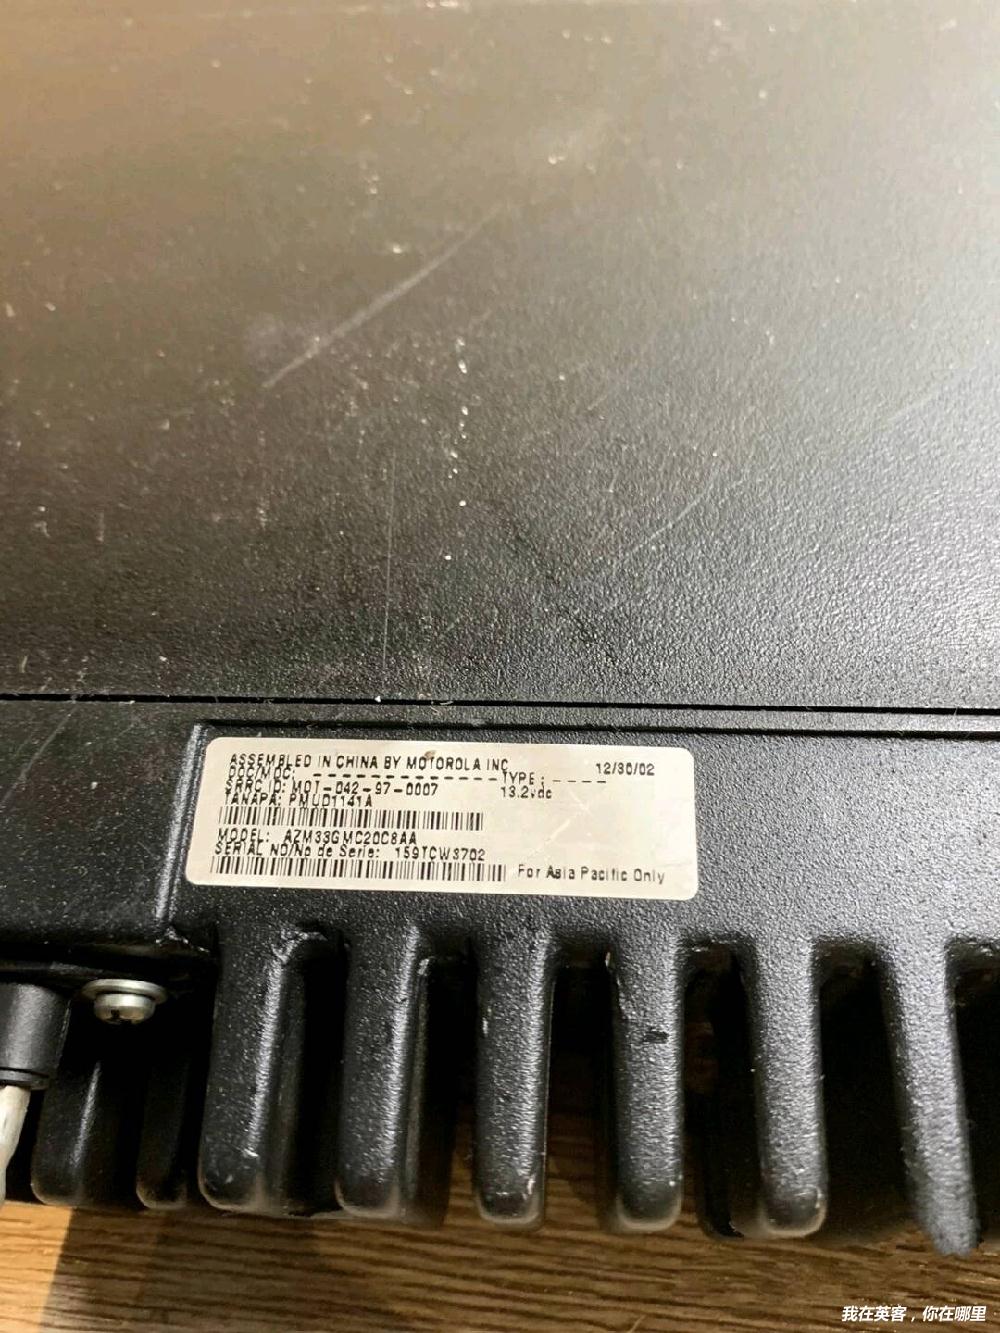 ASSEMBLED IN CHINA BY MOTOROLA INC 12/30/02
DOC/MOC: - - - - - - - - - - - - - - - TYPE: - - - -
SRRC ID: MOT-042-97-0007 13.2vdc
TANAPA: PMUD1141A
MODEL: AZM33GMC20C8AA
SERIAL NO/No de Serie: 159TCW3702
For Asia Pacific Only
我在英客，你在哪里